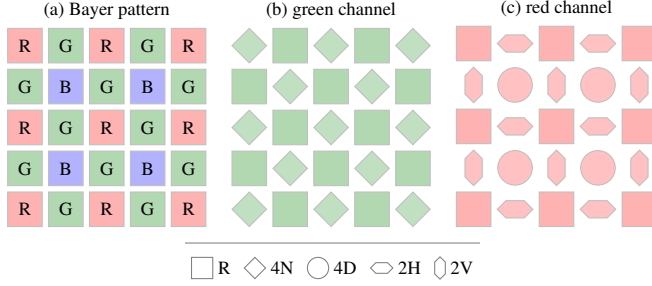 (a) Bayer pattern (b) green channel (c) red channel
R G R G R
G B G B G
R G R G R
G B G B G
R G R G R
R 4N 4D 2H 2V